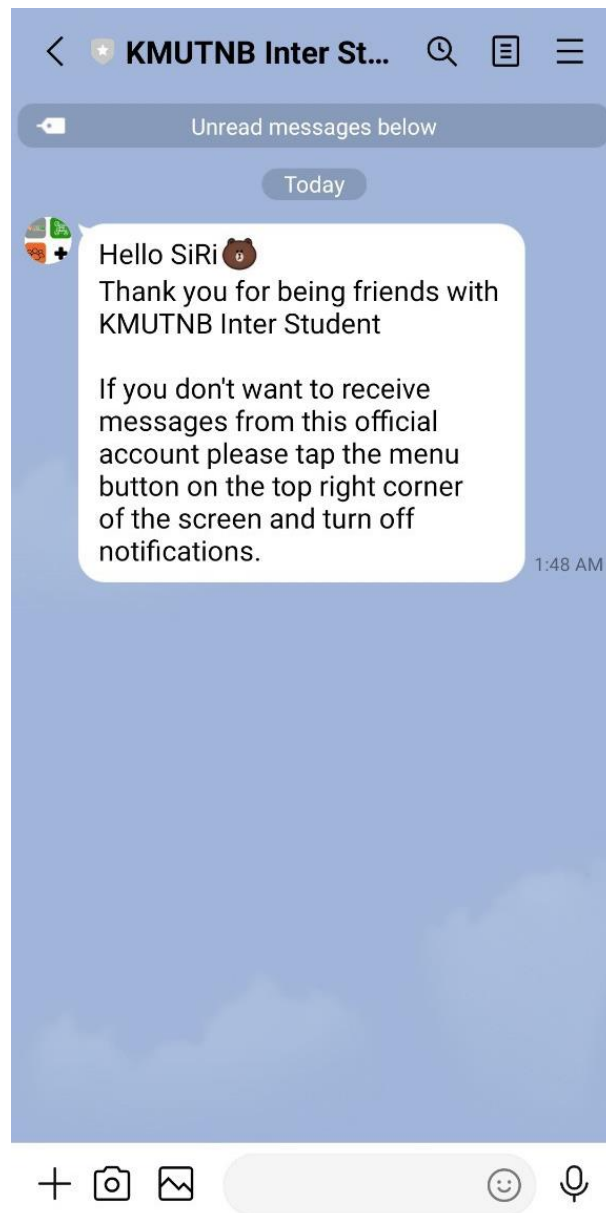 KMUTNB Inter St...
Unread messages below
Today
Hello SiRi
Thank you for being friends with
KMUTNB Inter Student
If you don't want to receive
messages from this official
account please tap the menu
button on the top right corner
of the screen and turn off
notifications.
1:48 AM